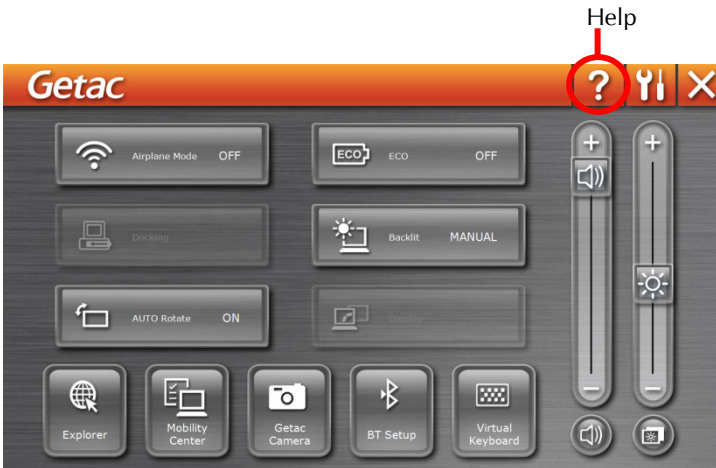 Help
Getac
?
Airplane Mode OFF
ECO ECO OFF
Docking
Backlit MANUAL
AUTO Rotate ON
Display
Explorer
Mobility
Center
Getac
Camera
BT Setup
Virtual
Keyboard